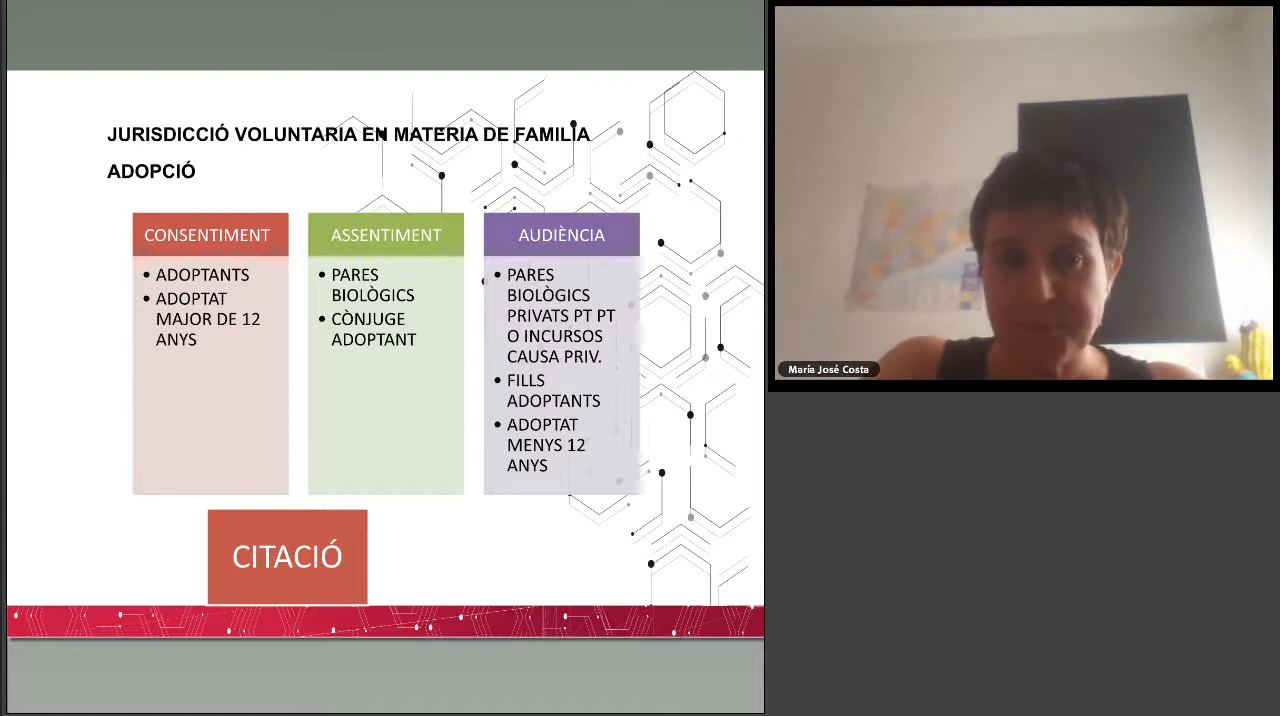 JURISDICCIÓ VOLUNTARIA EN MATERIA DE FAMILIA
ADOPCIÓ
CONSENTIMENT
• ADOPTANTS
• ADOPTAT
MAJOR DE 12
ANYS
ASSENTIMENT
• PARES
BIOLÒGICS
• CÒNJUGE
ADOPTANT
AUDIÈNCIA
• PARES
BIOLÒGICS
PRIVATS PT PT
O INCURSOS
CAUSA PRIV.
• FILLS
ADOPTANTS
• ADOPTAT
MENYS 12
ANYS
CITACIÓ
María José Costa